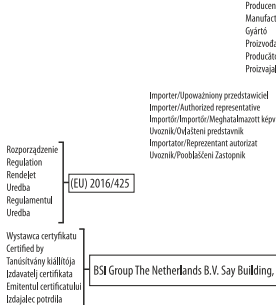 Producen
Manufact
Gyártó
Proizvođa
Producăto
Proizvajal
Importer/Upoważniony przedstawiciel
Importer/Authorized representative
Importőr/Importőr/Meghatalmazott képv
Uvoznik/Ovlašteni predstavnik
Importator/Reprezentant autorizat
Uvoznik/Pooblaščeni Zastopnik
Rozporządzenie
Regulation
Rendelet
Uredba
Regulamentul
Uredba
(EU) 2016/425
Wystawca certyfikatu
Certified by
Tanúsítvány kiállítója
Izdavatelj certifikata
Emitentul certificatului
Izdajalec potrdila
BSI Group The Netherlands B.V. Say Building,